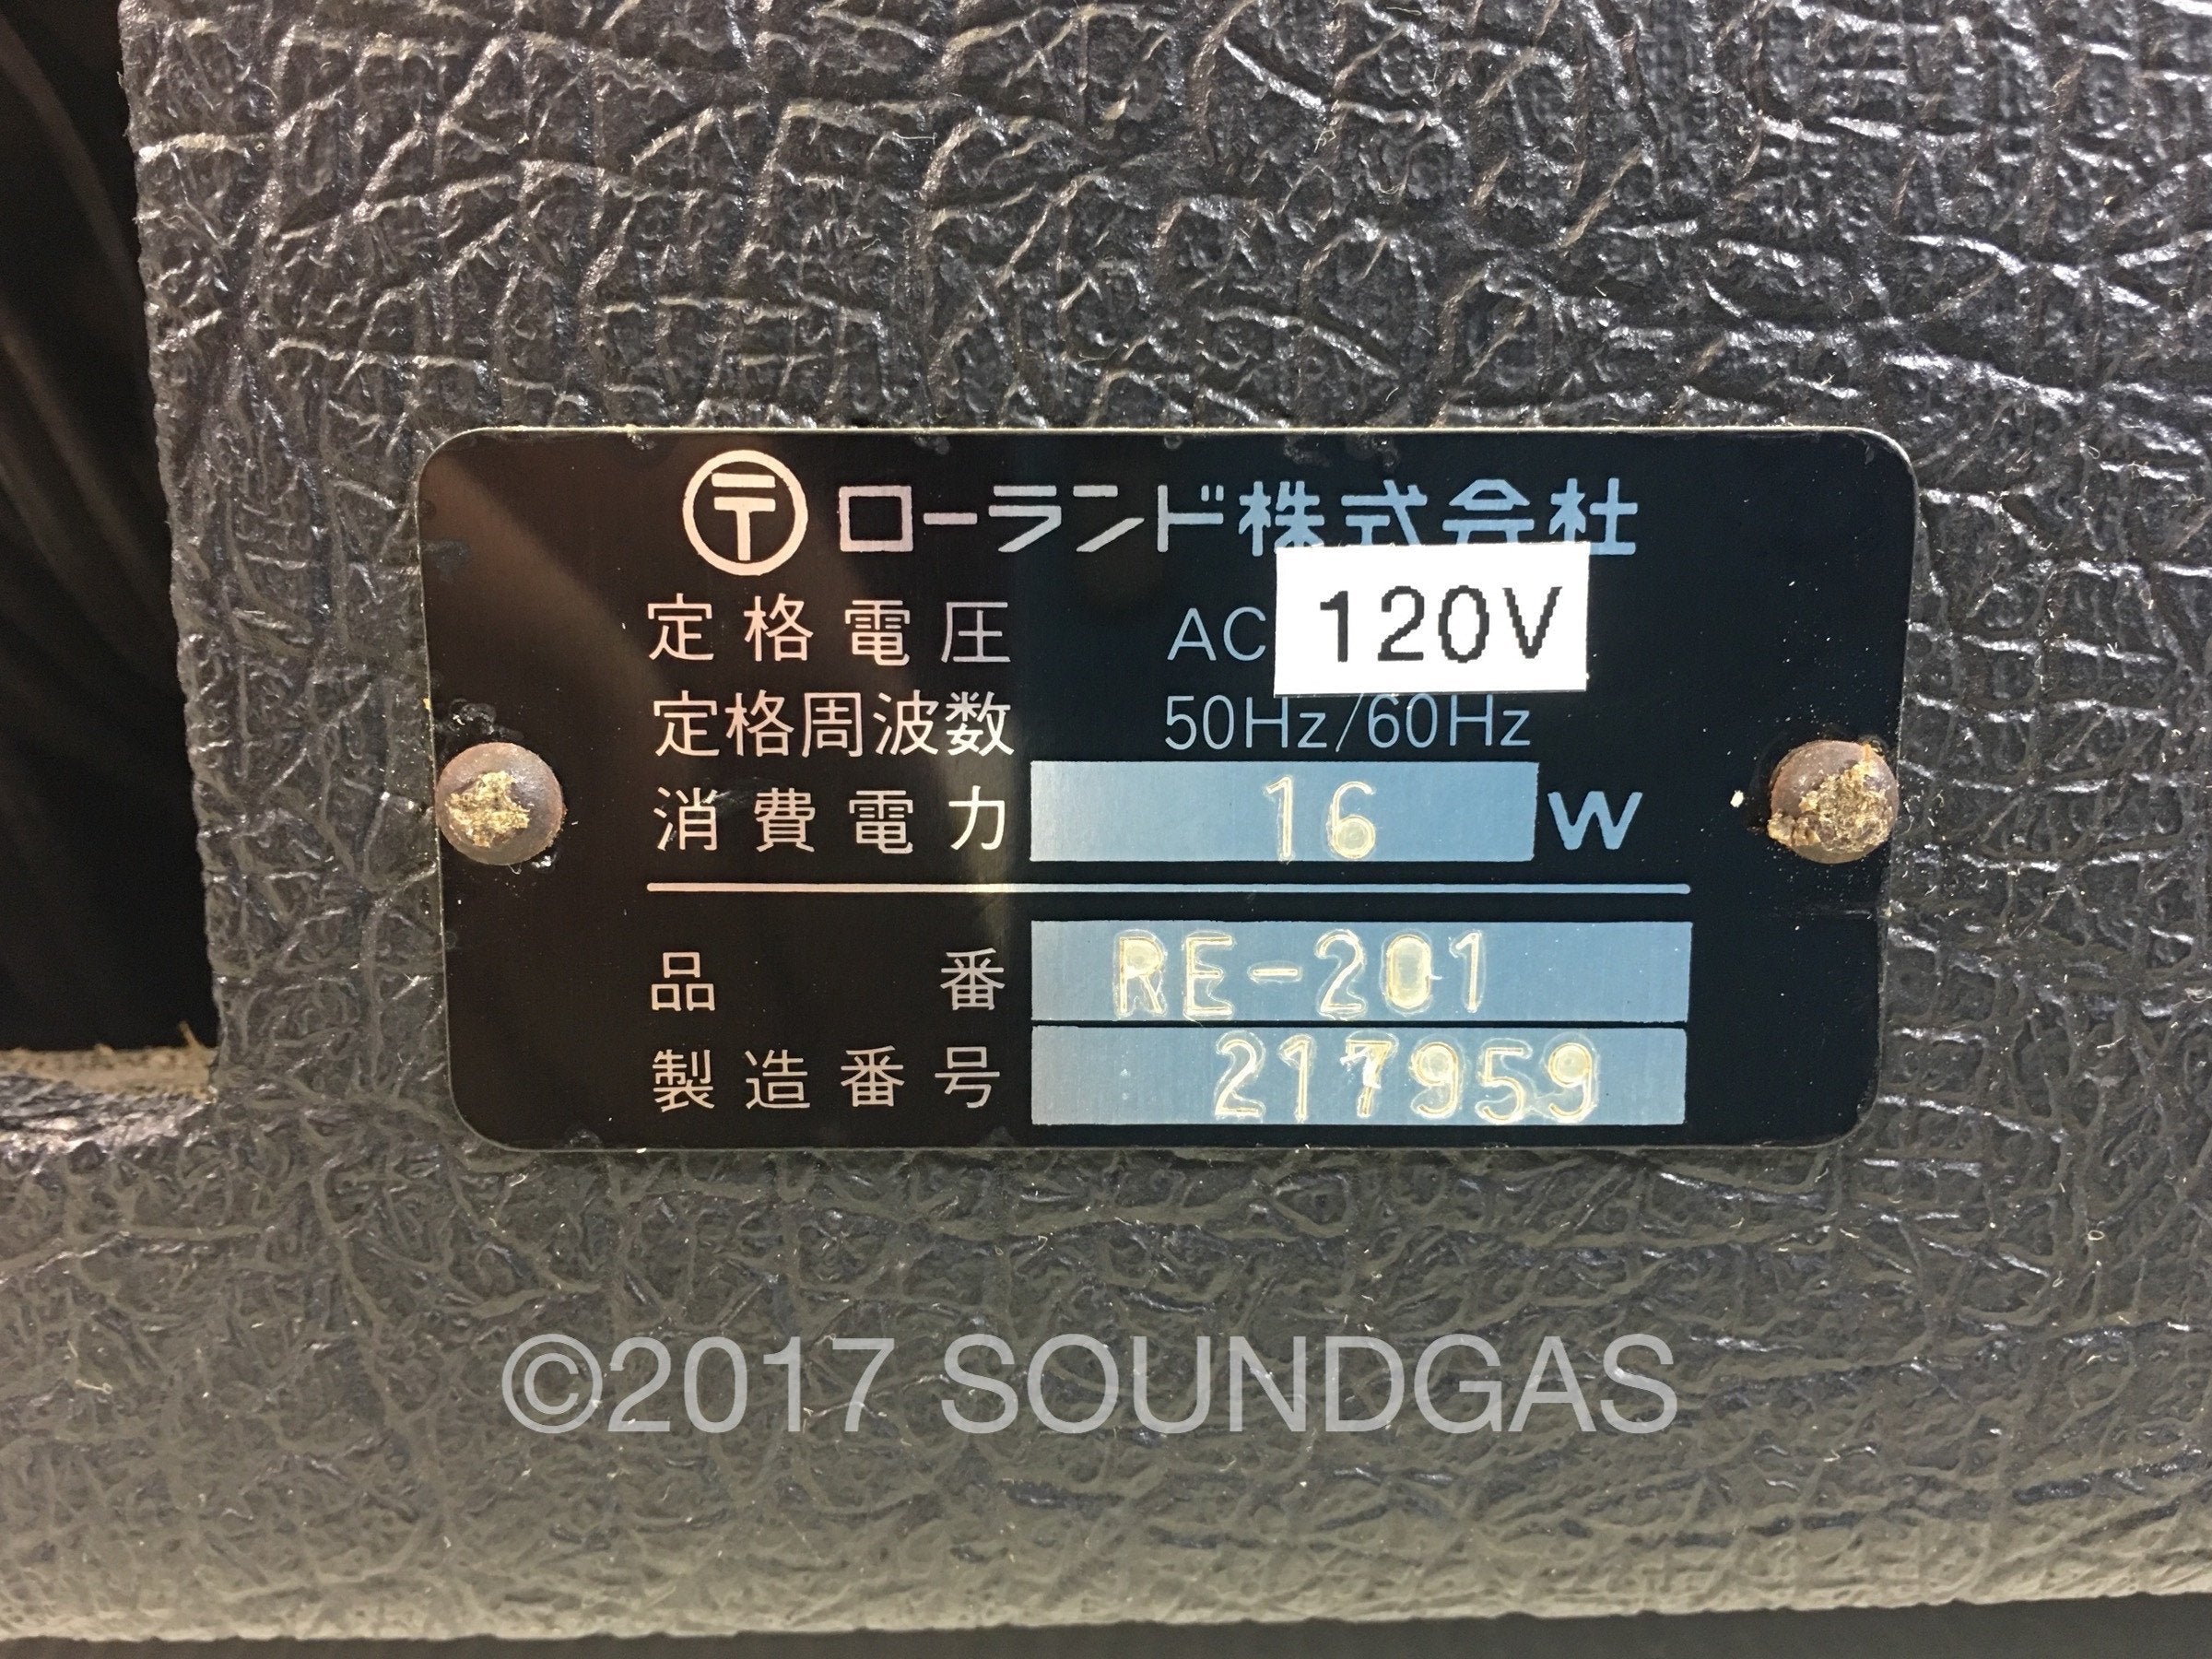 〶 ローランド株式会社
定格電圧 AC 120V
定格周波数 50Hz/60Hz
消費電力 16 W
品番 RE-201
製造番号 217959
©2017 SOUNDGAS